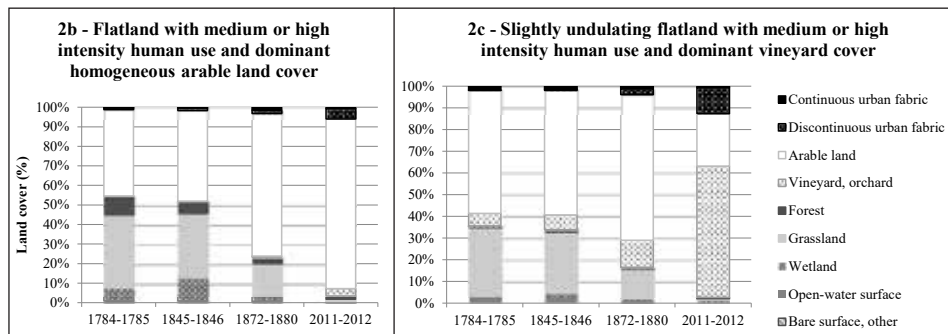 2b - Flatland with medium or high
intensity human use and dominant
homogeneous arable land cover
Land cover (%)
100%
90%
80%
70%
60%
50%
40%
30%
20%
10%
0%
1784-1785 1845-1846 1872-1880 2011-2012
2c - Slightly undulating flatland with medium or high
intensity human use and dominant vineyard cover
100%
90%
80%
70%
60%
50%
40%
30%
20%
10%
0%
1784-1785 1845-1846 1872-1880 2011-2012
Continuous urban fabric
Discontinuous urban fabric
Arable land
Vineyard, orchard
Forest
Grassland
Wetland
Open-water surface
Bare surface, other